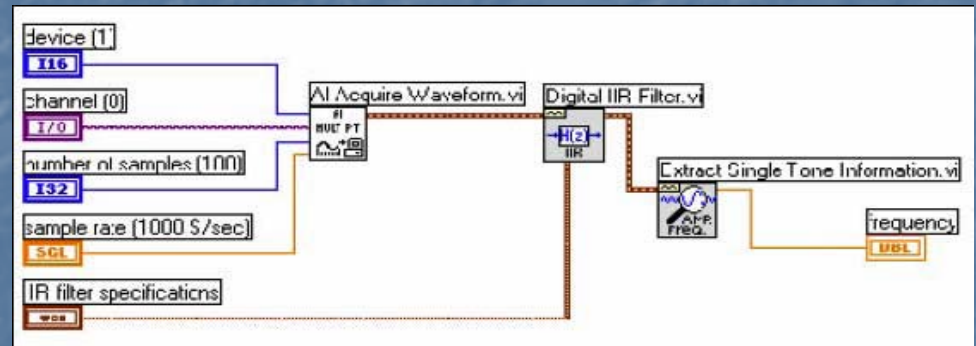 device (1)
I16
channel (0)
I/O
number of samples (100)
I32
sample rate (1000 S/sec)
SGL
IIR filter specifications
AI Acquire Waveform.vi
AI
MULT PT
Digital IIR Filter.vi
H(z)
IIR
Extract Single Tone Information.vi
AMP.
FREQ.
frequency
DBL